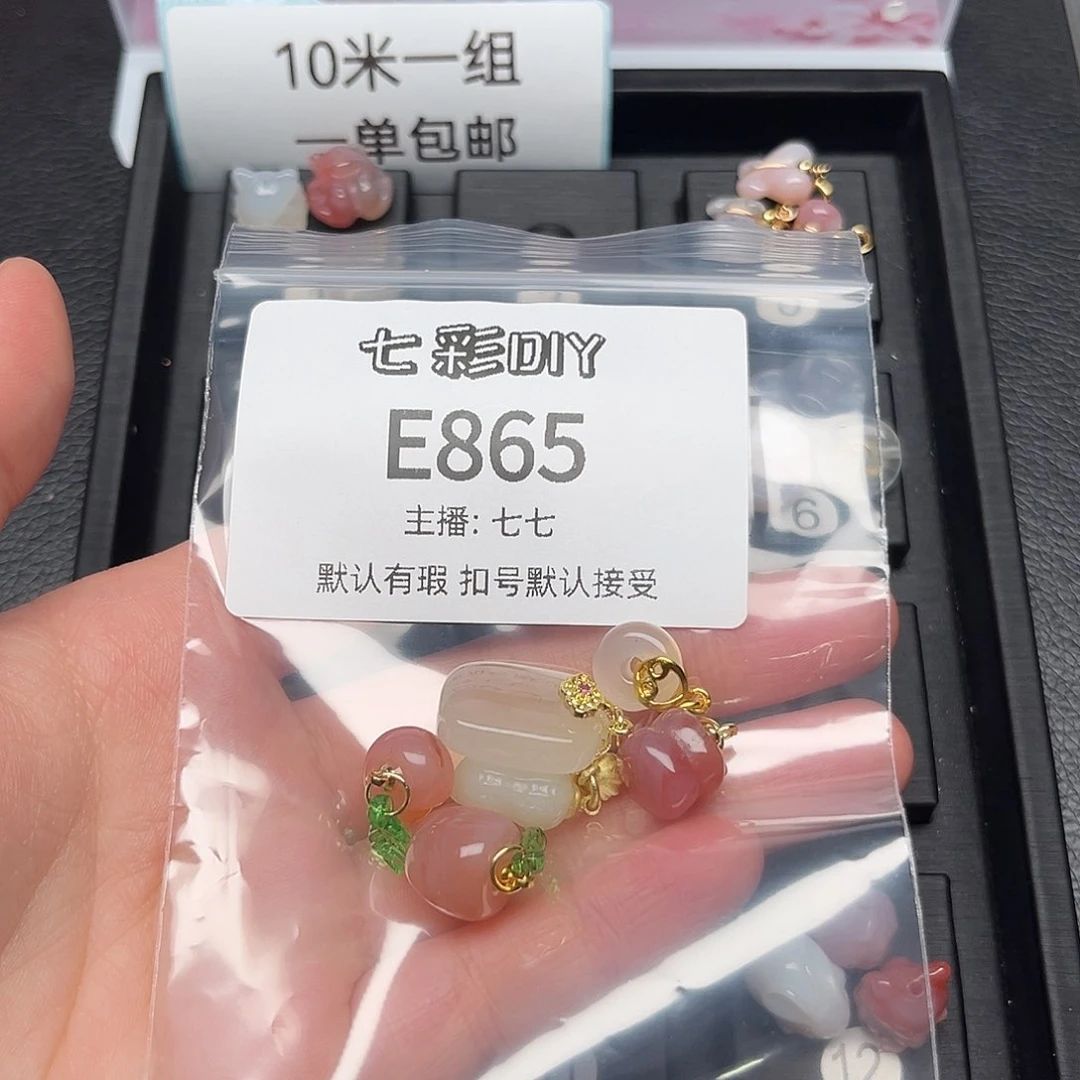 10米一组
一单包邮
七彩DIY
E865
主播: 七七
默认有瑕 扣号默认接受
6
12